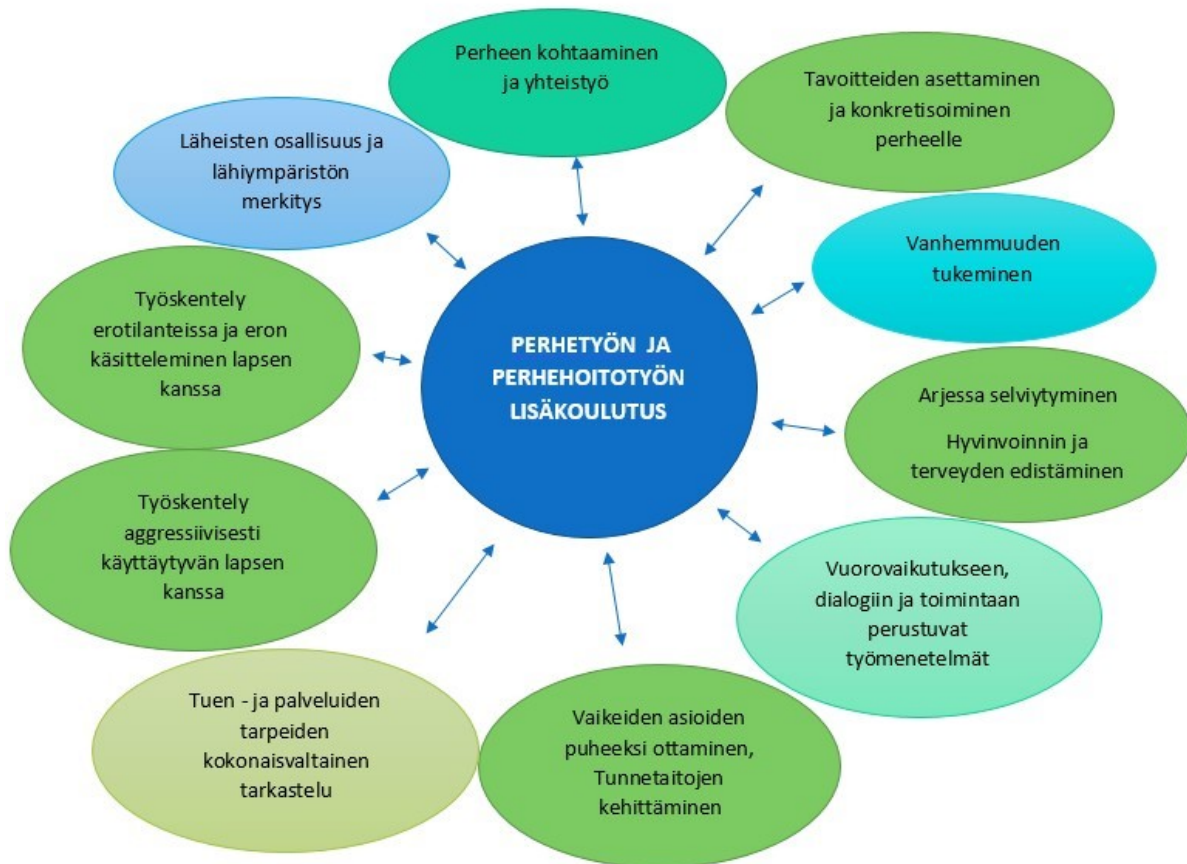 Perheen kohtaaminen
ja yhteistyö
Tavoitteiden asettaminen
ja konkretisoiminen
perheelle
Vanhemmuuden
tukeminen
Arjessa selviytyminen
Hyvinvoinnin ja
terveyden edistäminen
Vuorovaikutukseen,
dialogiin ja toimintaan
perustuvat
työmenetelmät
Vaikeiden asioiden
puheeksi ottaminen,
Tunnetaitojen
kehittäminen
Tuen - ja palveluiden
tarpeiden
kokonaisvaltainen
tarkastelu
Työskentely
aggressiivisesti
käyttäytyvän lapsen
kanssa
Työskentely
erotilanteissa ja eron
käsitteleminen lapsen
kanssa
Läheisten osallisuus ja
lähiympäristön
merkitys
PERHETYÖN JA
PERHEHOITOTYÖN
LISÄKOULUTUS